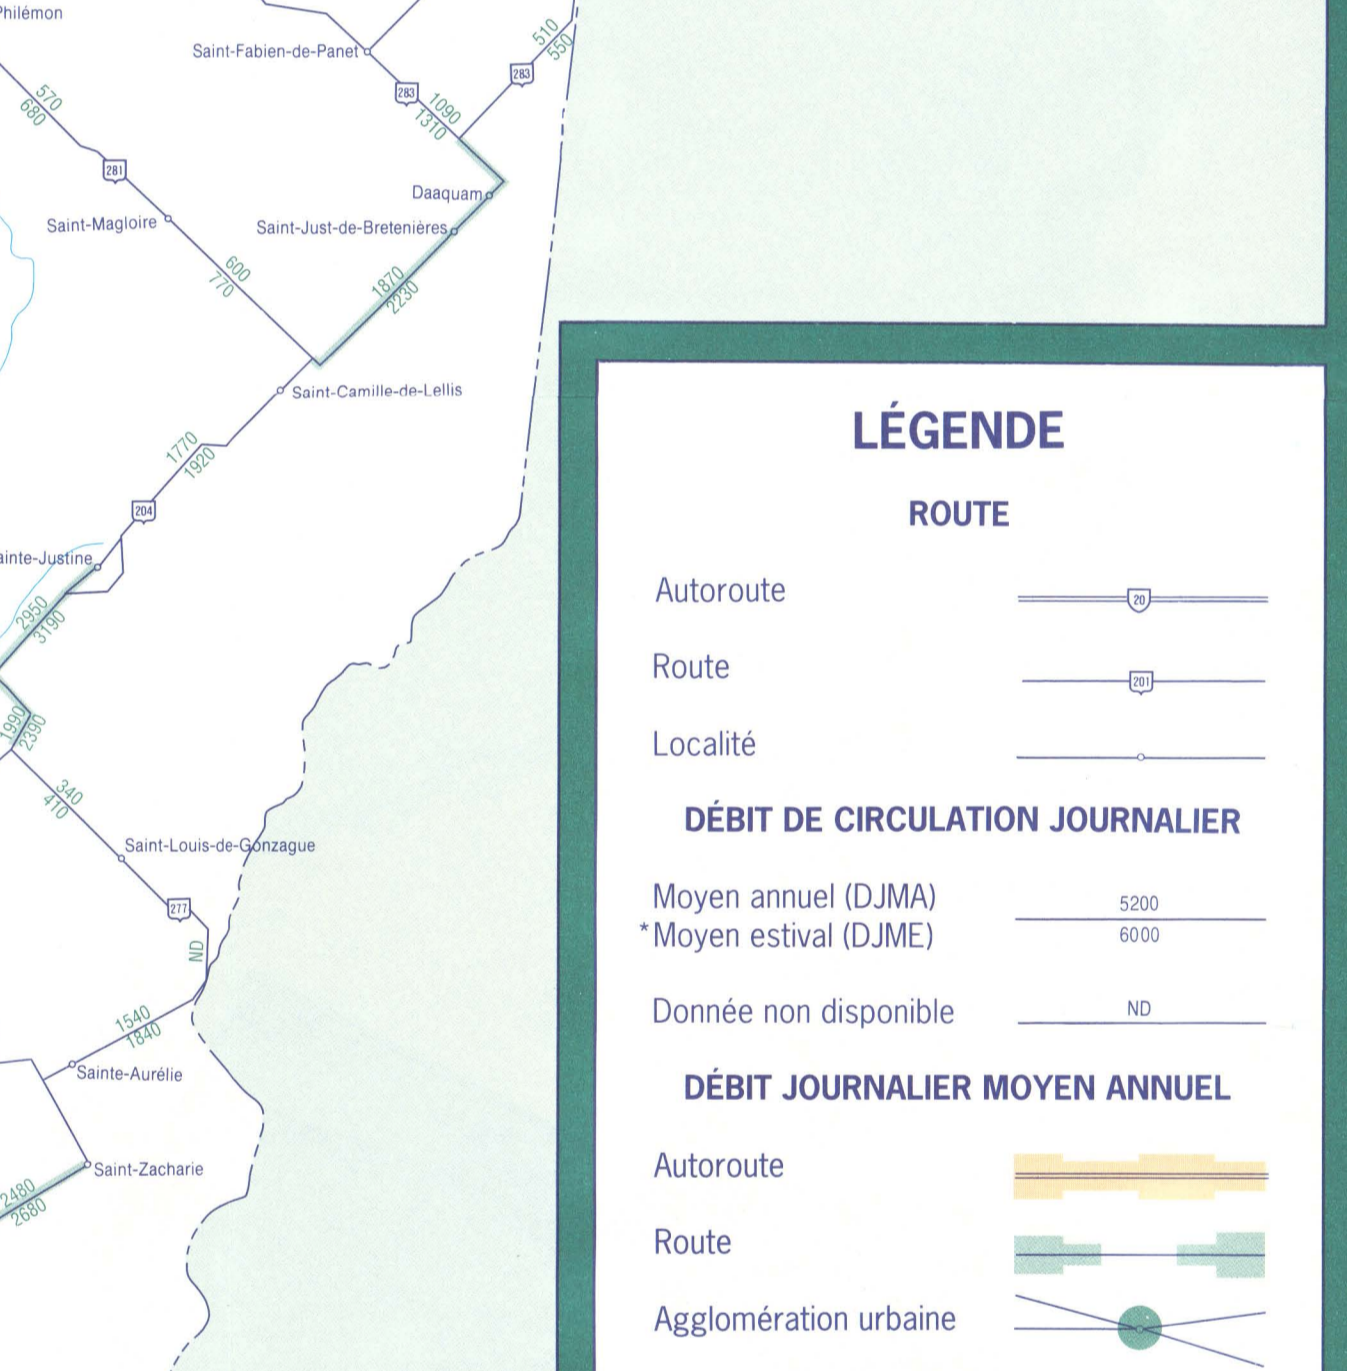 Philémon
Saint-Fabien-de-Panet
510
550
283
283
1090
1310
570
680
281
Daaquam
Saint-Magloire
Saint-Just-de-Bretenières
600
770
1870
2230
Saint-Camille-de-Lellis
1770
1920
204
ainte-Justine
2950
3190
1990
2390
340
410
Saint-Louis-de-Gonzague
277
ND
1540
1840
Sainte-Aurélie
Saint-Zacharie
2480
2680
LÉGENDE
ROUTE
Autoroute 20
Route 201
Localité
DÉBIT DE CIRCULATION JOURNALIER
Moyen annuel (DJMA) 5200
*Moyen estival (DJME) 6000
Donnée non disponible ND
DÉBIT JOURNALIER MOYEN ANNUEL
Autoroute
Route
Agglomération urbaine